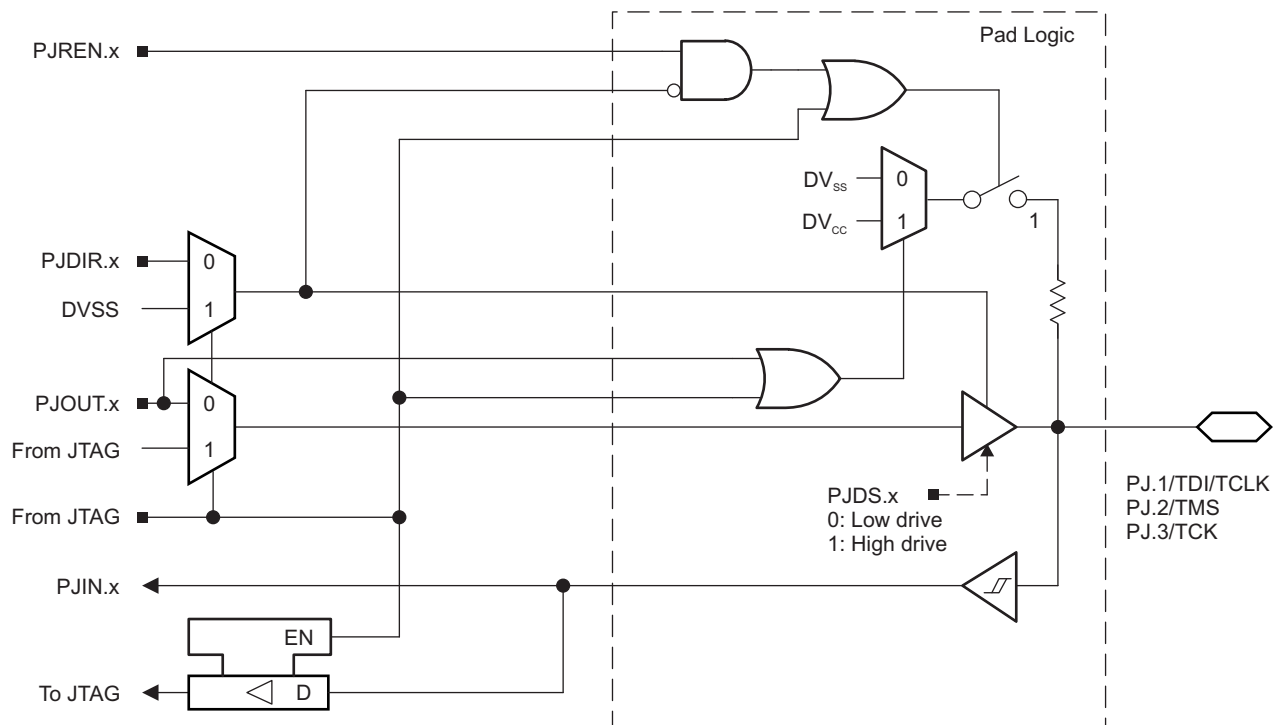 Pad Logic
PJREN.x
DVSS
0
DVCC
1
1
PJDIR.x
0
DVSS
1
PJOUT.x
0
From JTAG
1
PJDS.x
0: Low drive
1: High drive
PJ.1/TDI/TCLK
PJ.2/TMS
PJ.3/TCK
From JTAG
PJIN.x
EN
To JTAG
D